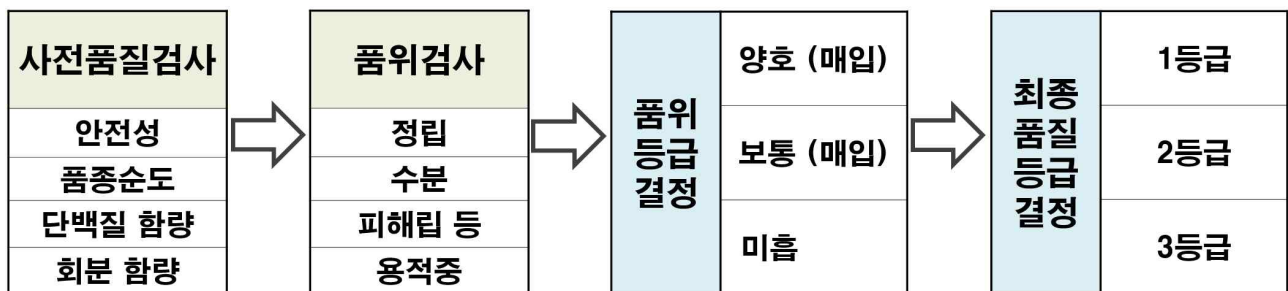 사전품질검사
안전성
품종순도
단백질 함량
회분 함량
품위검사
정립
수분
피해립 등
용적중
품위
등급
결정
양호 (매입)
보통 (매입)
미흡
최종
품질
등급
결정
1등급
2등급
3등급